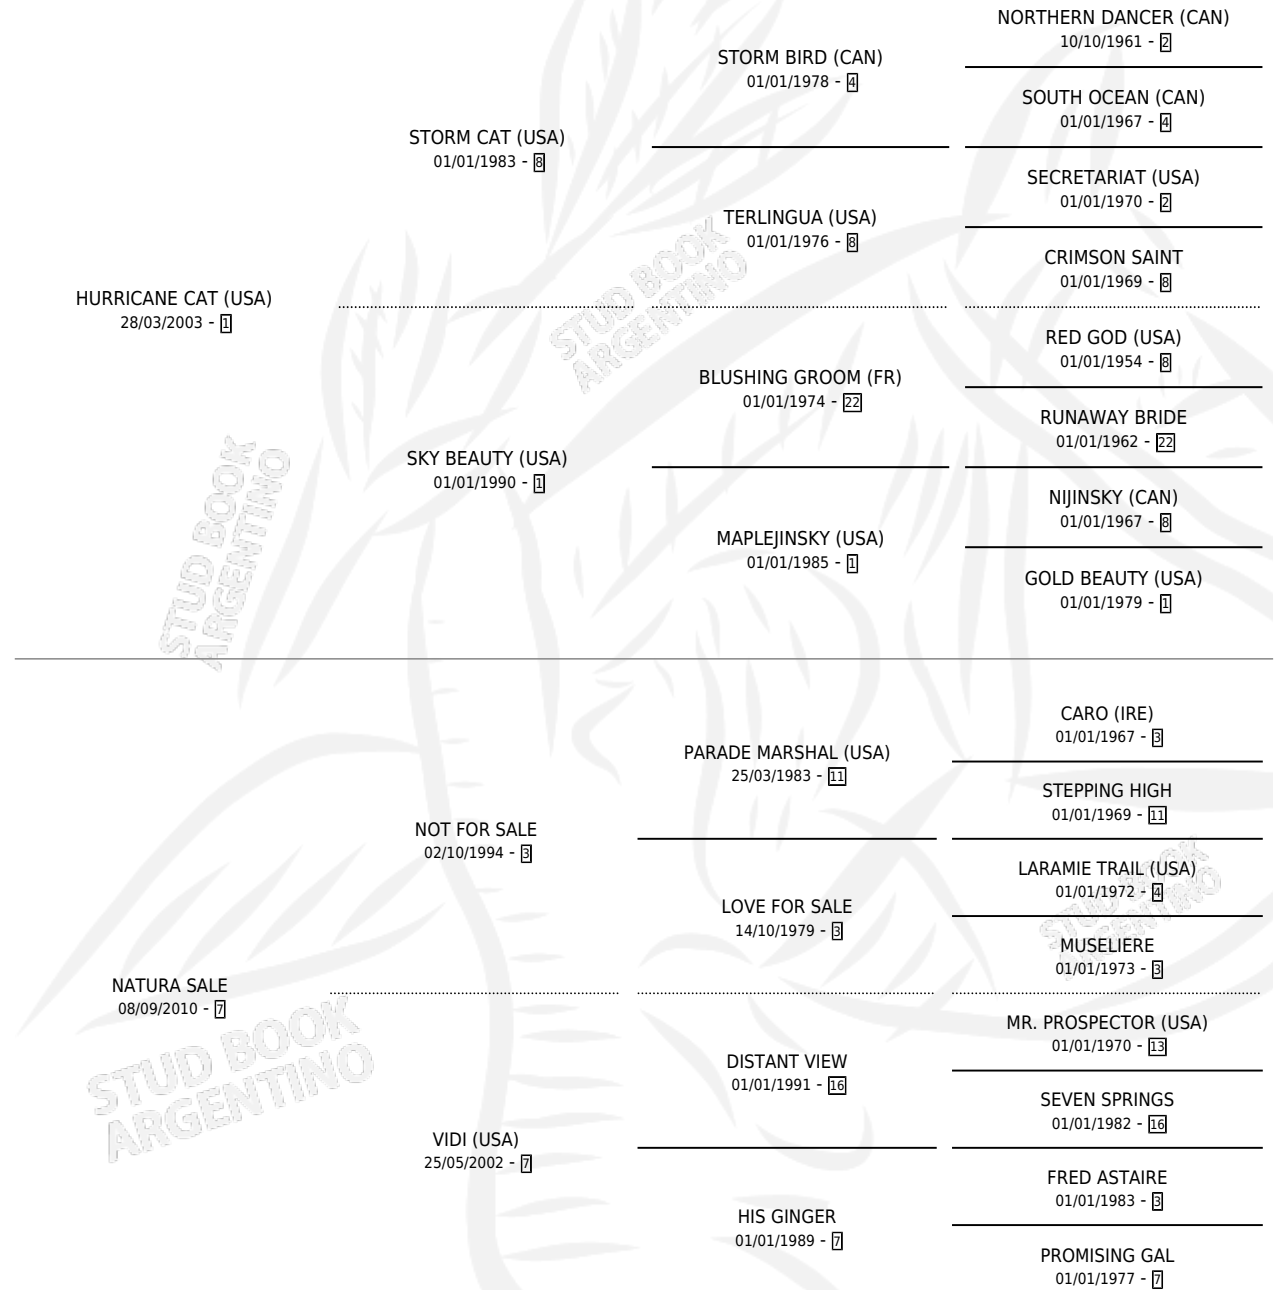 NORTHERN DANCER (CAN)
10/10/1961 - 2
STORM BIRD (CAN)
01/01/1978 - 4
SOUTH OCEAN (CAN)
01/01/1967 - 4
STORM CAT (USA)
01/01/1983 - 8
SECRETARIAT (USA)
01/01/1970 - 2
TERLINGUA (USA)
01/01/1976 - 8
CRIMSON SAINT
01/01/1969 - 8
HURRICANE CAT (USA)
28/03/2003 - 1
RED GOD (USA)
01/01/1954 - 8
BLUSHING GROOM (FR)
01/01/1974 - 22
RUNAWAY BRIDE
01/01/1962 - 22
SKY BEAUTY (USA)
01/01/1990 - 1
NIJINSKY (CAN)
01/01/1967 - 8
MAPLEJINSKY (USA)
01/01/1985 - 1
GOLD BEAUTY (USA)
01/01/1979 - 1
CARO (IRE)
01/01/1967 - 3
PARADE MARSHAL (USA)
25/03/1983 - 11
STEPPING HIGH
01/01/1969 - 11
NOT FOR SALE
02/10/1994 - 3
LARAMIE TRAIL (USA)
01/01/1972 - 4
LOVE FOR SALE
14/10/1979 - 3
MUSELIERE
01/01/1973 - 3
NATURA SALE
08/09/2010 - 7
MR. PROSPECTOR (USA)
01/01/1970 - 13
DISTANT VIEW
01/01/1991 - 16
SEVEN SPRINGS
01/01/1982 - 16
VIDI (USA)
25/05/2002 - 7
FRED ASTAIRE
01/01/1983 - 3
HIS GINGER
01/01/1989 - 7
PROMISING GAL
01/01/1977 - 7
STUD BOOK
ARGENTINO
STUD BOOK
ARGENTINO
STUD BOOK
ARGENTINO
STUD BOOK
ARGENTINO